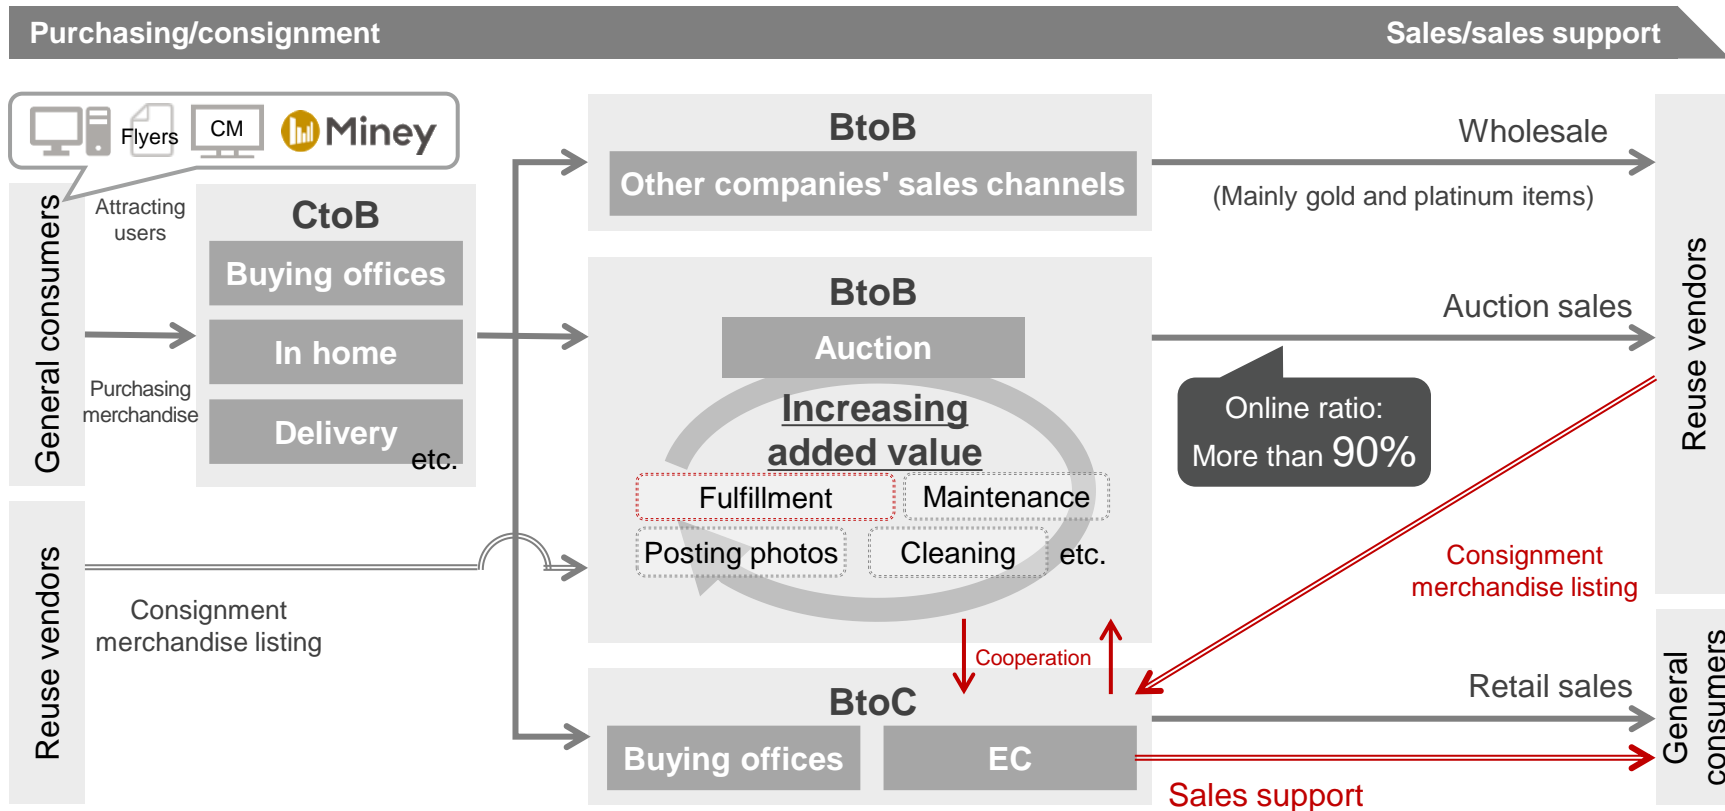 Purchasing/consignment
Sales/sales support
Flyers
CM
Miney
General consumers
Attracting
users
Purchasing
merchandise
CtoB
Buying offices
In home
Delivery
etc.
Reuse vendors
Consignment
merchandise listing
BtoB
Other companies' sales channels
Wholesale
(Mainly gold and platinum items)
BtoB
Auction
Increasing
added value
Fulfillment
Maintenance
Posting photos
Cleaning
etc.
Auction sales
Online ratio:
More than 90%
Reuse vendors
Consignment
merchandise listing
Cooperation
BtoC
Buying offices
EC
Retail sales
Sales support
General
consumers